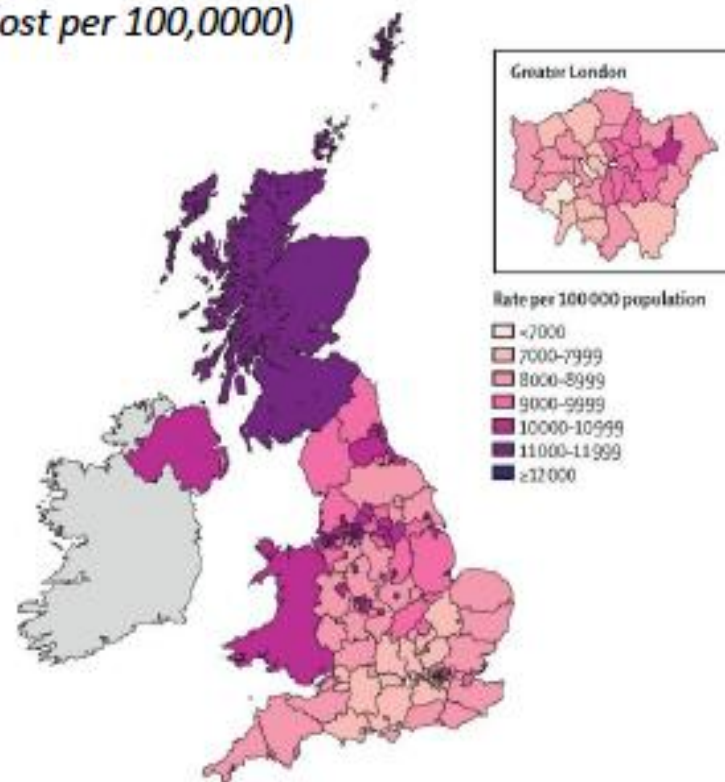 ost per 100,0000)
Greater London
Rate per 100 000 population
<7000
7000–7999
8000–8999
9000–9999
10000–10999
11000–11999
≥12000